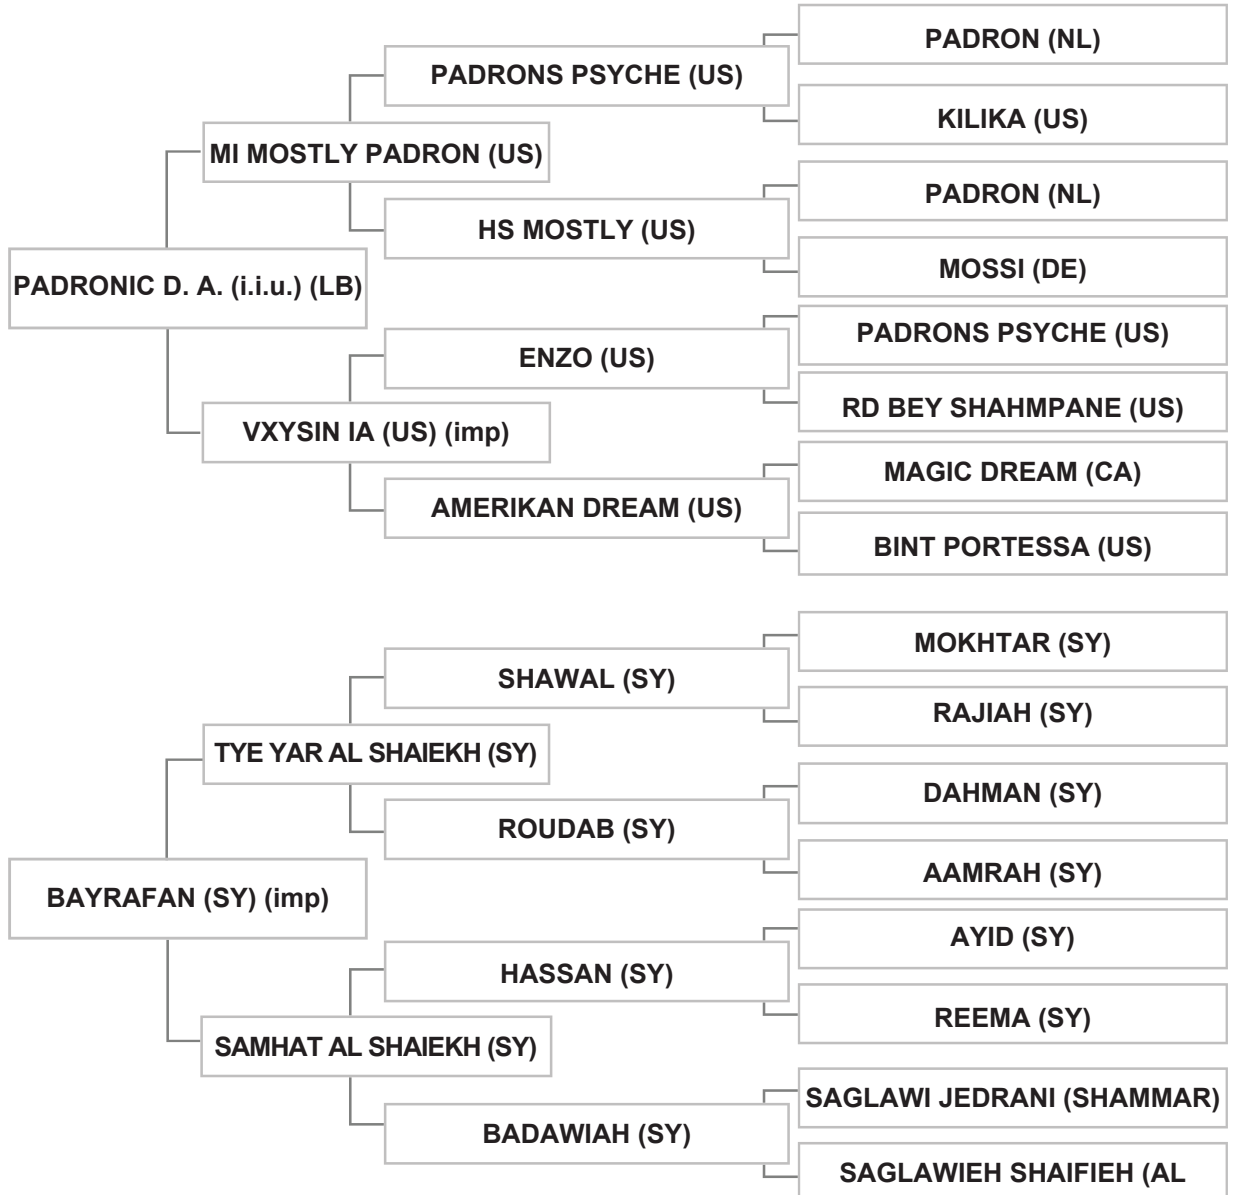 PADRON (NL)
PADRONS PSYCHE (US)
KILIKA (US)
MI MOSTLY PADRON (US)
PADRON (NL)
HS MOSTLY (US)
MOSSI (DE)
PADRONIC D. A. (i.i.u.) (LB)
PADRONS PSYCHE (US)
ENZO (US)
RD BEY SHAHMPANE (US)
VXYSIN IA (US) (imp)
MAGIC DREAM (CA)
AMERIKAN DREAM (US)
BINT PORTESSA (US)
MOKHTAR (SY)
SHAWAL (SY)
RAJIAH (SY)
TYE YAR AL SHAIEKH (SY)
DAHMAN (SY)
ROUDAB (SY)
AAMRAH (SY)
BAYRAFAN (SY) (imp)
AYID (SY)
HASSAN (SY)
REEMA (SY)
SAMHAT AL SHAIEKH (SY)
SAGLAWI JEDRANI (SHAMMAR)
BADAWIAH (SY)
SAGLAWIEH SHAIFIEH (AL